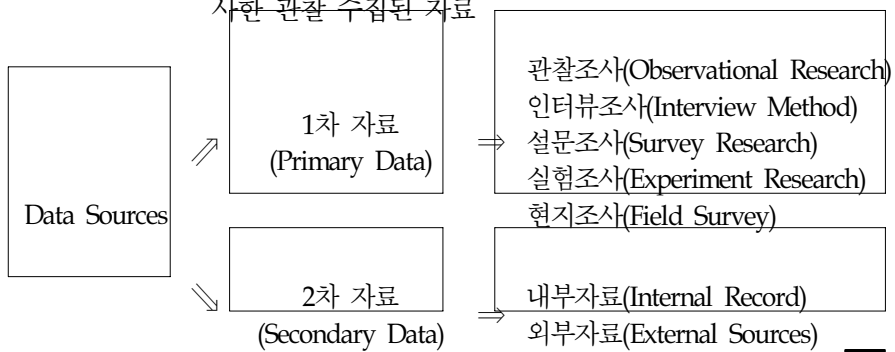 사한 관찰 수집된 자료
Data Sources
1차 자료
(Primary Data)
관찰조사(Observational Research)
인터뷰조사(Interview Method)
설문조사(Survey Research)
실험조사(Experiment Research)
현지조사(Field Survey)
2차 자료
(Secondary Data)
내부자료(Internal Record)
외부자료(External Sources)